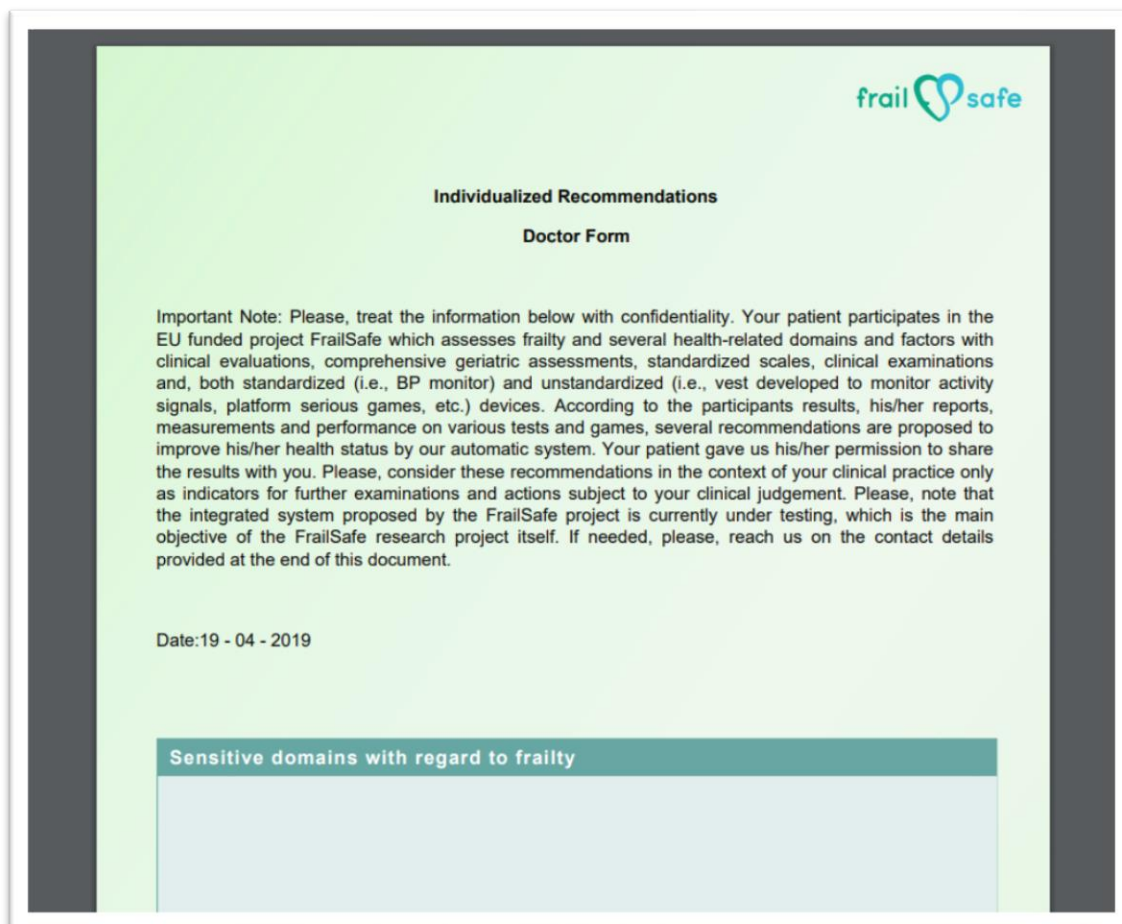 frail safe
Individualized Recommendations
Doctor Form
Important Note: Please, treat the information below with confidentiality. Your patient participates in the
EU funded project FrailSafe which assesses frailty and several health-related domains and factors with
clinical evaluations, comprehensive geriatric assessments, standardized scales, clinical examinations
and, both standardized (i.e., BP monitor) and unstandardized (i.e., vest developed to monitor activity
signals, platform serious games, etc.) devices. According to the participants results, his/her reports,
measurements and performance on various tests and games, several recommendations are proposed to
improve his/her health status by our automatic system. Your patient gave us his/her permission to share
the results with you. Please, consider these recommendations in the context of your clinical practice only
as indicators for further examinations and actions subject to your clinical judgement. Please, note that
the integrated system proposed by the FrailSafe project is currently under testing, which is the main
objective of the FrailSafe research project itself. If needed, please, reach us on the contact details
provided at the end of this document.
Date:19 - 04 - 2019
Sensitive domains with regard to frailty